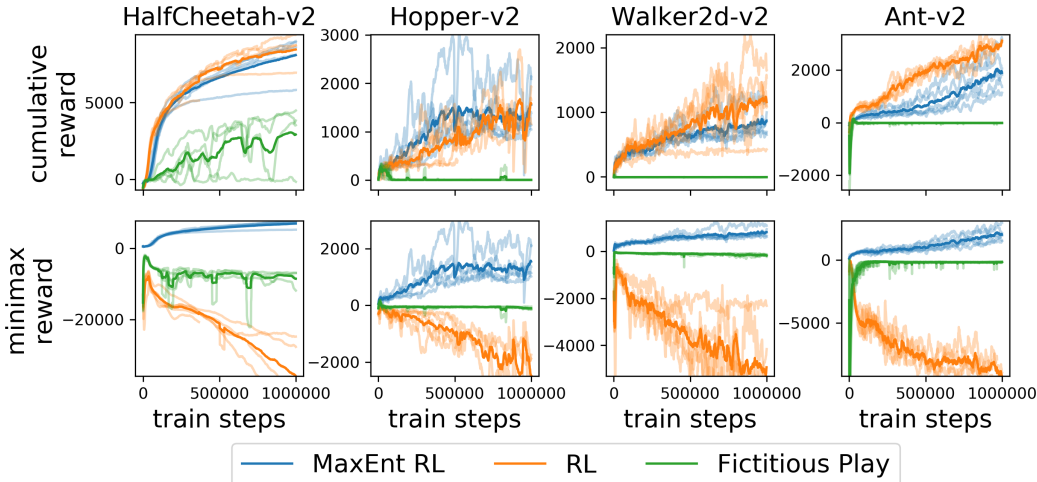 HalfCheetah-v2 Hopper-v2 Walker2d-v2 Ant-v2
cumulative
reward
5000
0
3000
2000
1000
0
2000
1000
0
2000
0
−2000
minimax
reward
0
−20000
2000
0
−2000
0
−2000
−4000
0
−5000
0 500000 1000000 0 500000 1000000 0 500000 1000000 0 500000 1000000
train steps train steps train steps train steps
MaxEnt RL RL Fictitious Play